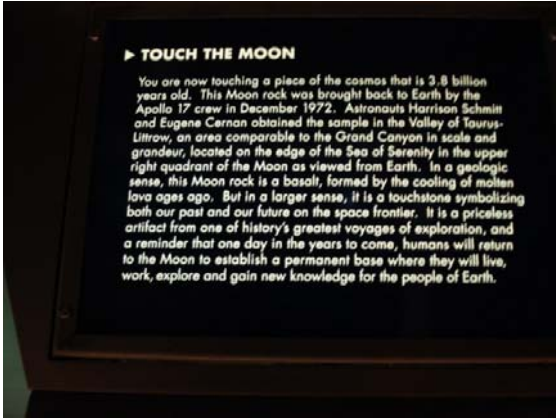 ► TOUCH THE MOON
You are now touching a piece of the cosmos that is 3.8 billion
years old. This Moon rock was brought back to Earth by the
Apollo 17 crew in December 1972. Astronauts Harrison Schmitt
and Eugene Cernan obtained the sample in the Valley of Taurus-
Littrow, an area comparable to the Grand Canyon in scale and
grandeur, located on the edge of the Sea of Serenity in the upper
right quadrant of the Moon as viewed from Earth. In a geologic
sense, this Moon rock is a basalt, formed by the cooling of molten
lava ages ago. But in a larger sense, it is a touchstone symbolizing
both our past and our future on the space frontier. It is a priceless
artifact from one of history's greatest voyages of exploration, and
a reminder that one day in the years to come, humans will return
to the Moon to establish a permanent base where they will live,
work, explore and gain new knowledge for the people of Earth.